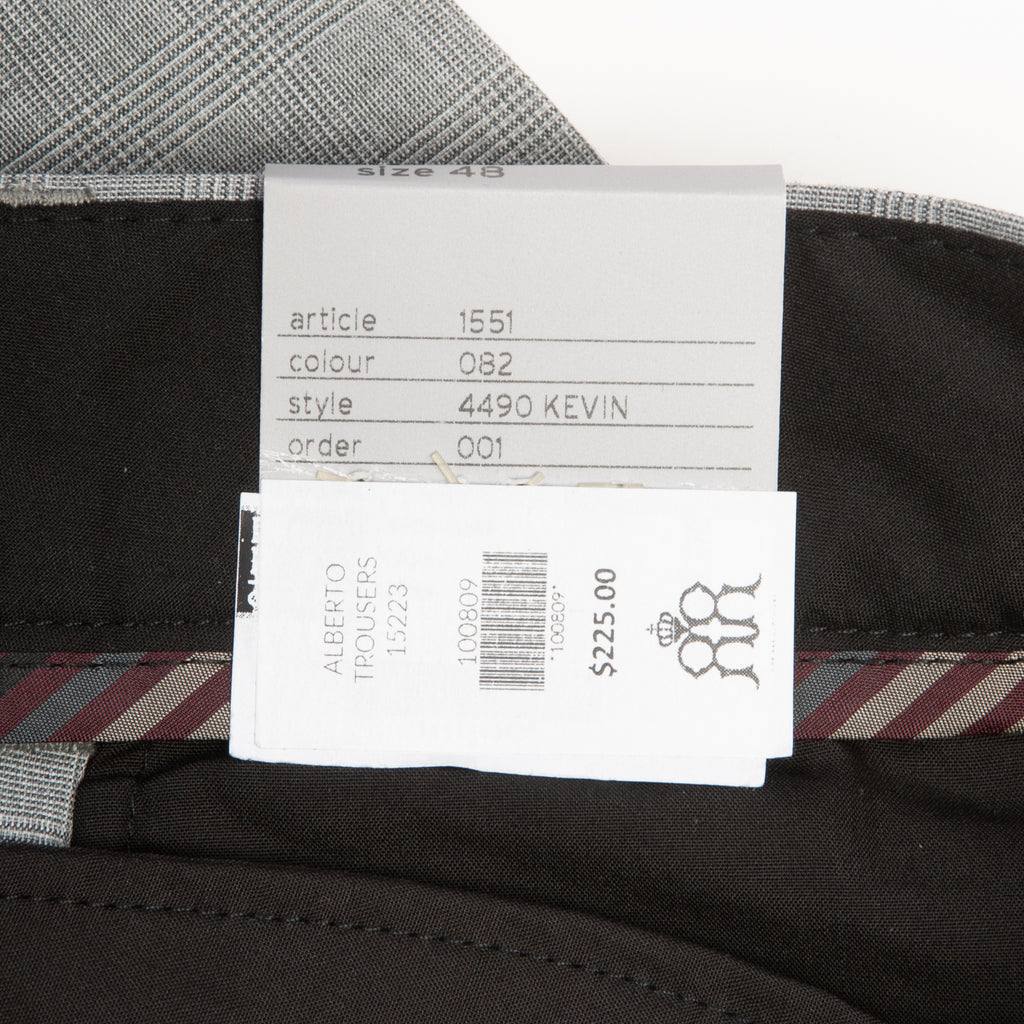 size 48
article 1551
colour 082
style 4490 KEVIN
order 001
ALBERTO
TROUSERS
15223
100809
*100809*
$225.00